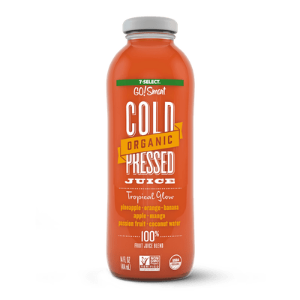 7-SELECT.
GO! Smart
COLD
ORGANIC
PRESSED
JUICE
Tropical Glow
pineapple · orange · banana
apple · mango
passion fruit · coconut water
100%
FRUIT JUICE BLEND